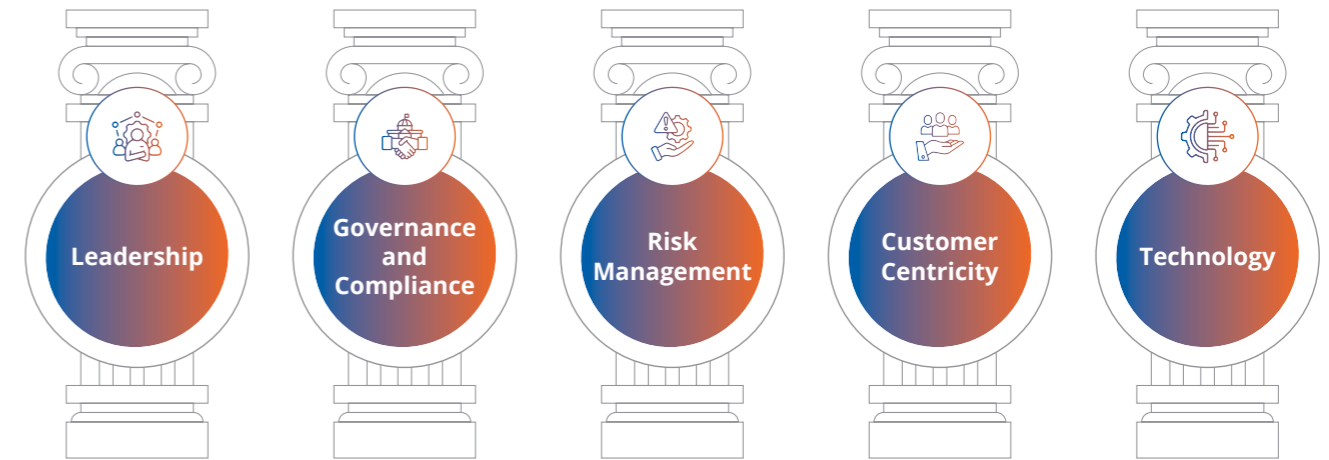 Leadership
Governance
and
Compliance
Risk
Management
Customer
Centricity
Technology